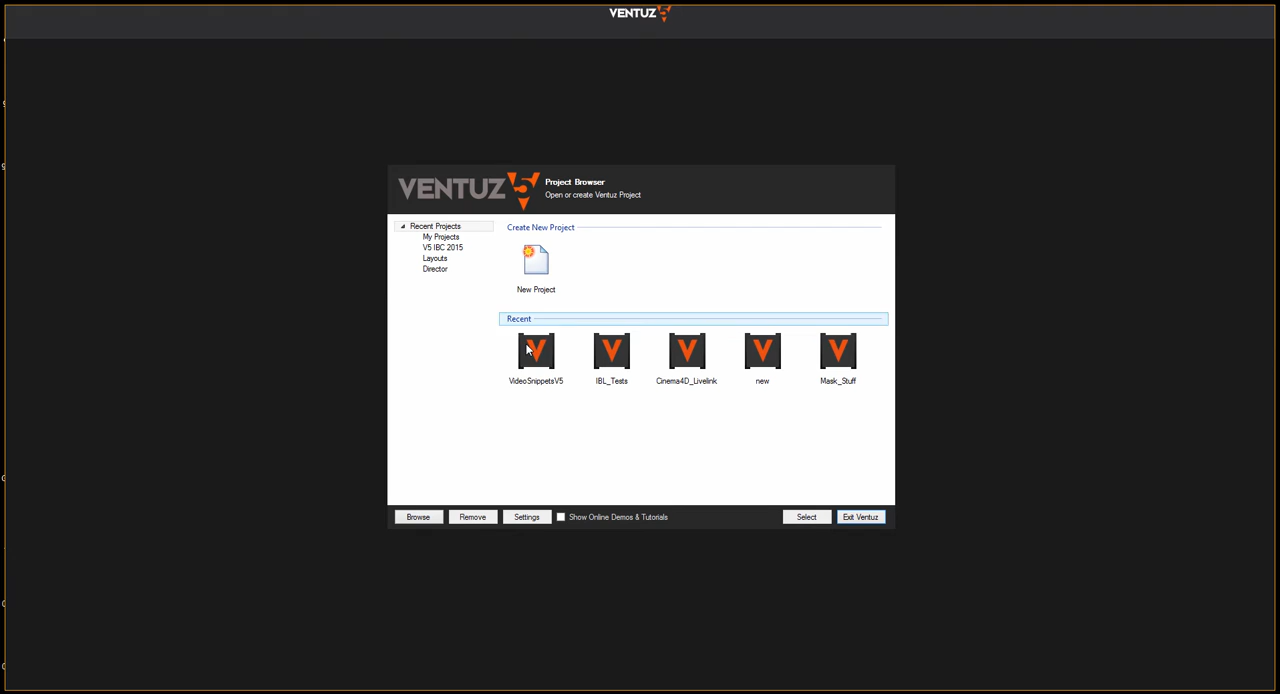 VENTUZ 5
VENTUZ 5
Project Browser
Open or create Ventuz Project
Recent Projects
My Projects
V5 IBC 2015
Layouts
Director
Create New Project
New Project
Recent
VideoSnippetsV5
IBL_Tests
Cinema4D_Livelink
new
Mask_Stuff
Browse
Remove
Settings
Show Online Demos & Tutorials
Select
Exit Ventuz